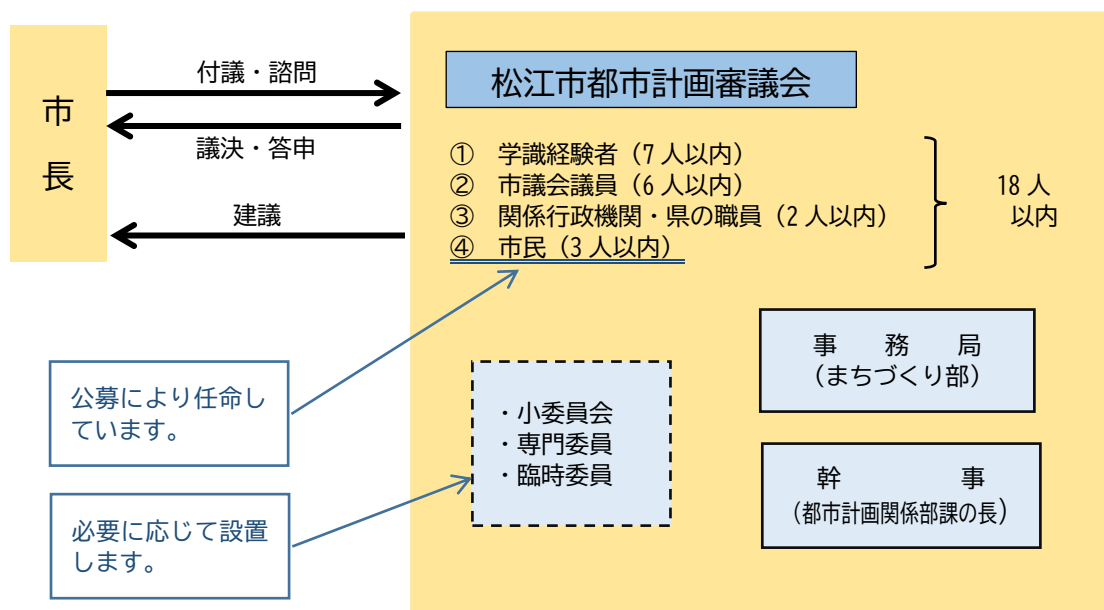 市
長
付議・諮問
議決・答申
建議
松江市都市計画審議会
① 学識経験者（7 人以内）
② 市議会議員（6 人以内）
③ 関係行政機関・県の職員（2 人以内）
④ 市民（3 人以内）
18 人
以内
公募により任命し
ています。
必要に応じて設置
します。
・小委員会
・専門委員
・臨時委員
事 務 局
（まちづくり部）
幹 事
（都市計画関係部課の長）